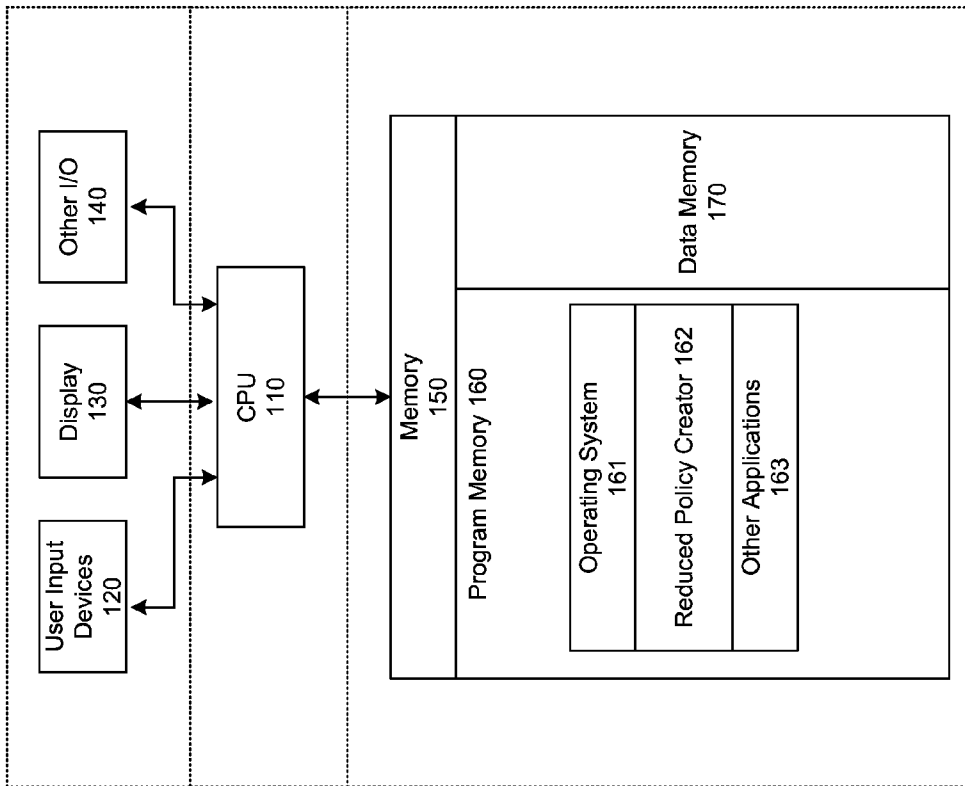 User Input
Devices
120
Display
130
Other I/O
140
CPU
110
Memory
150
Program Memory 160
Operating System
161
Reduced Policy Creator 162
Other Applications
163
Data Memory
170